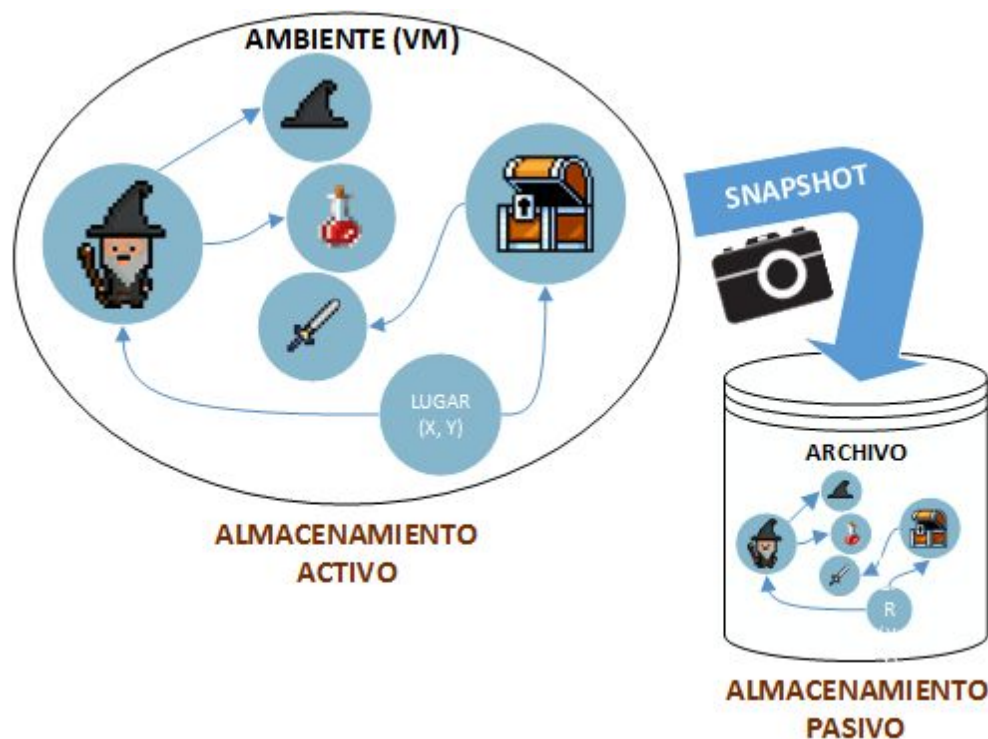 AMBIENTE (VM)
SNAPSHOT
LUGAR
(X, Y)
ARCHIVO
R
ALMACENAMIENTO
ACTIVO
ALMACENAMIENTO
PASIVO